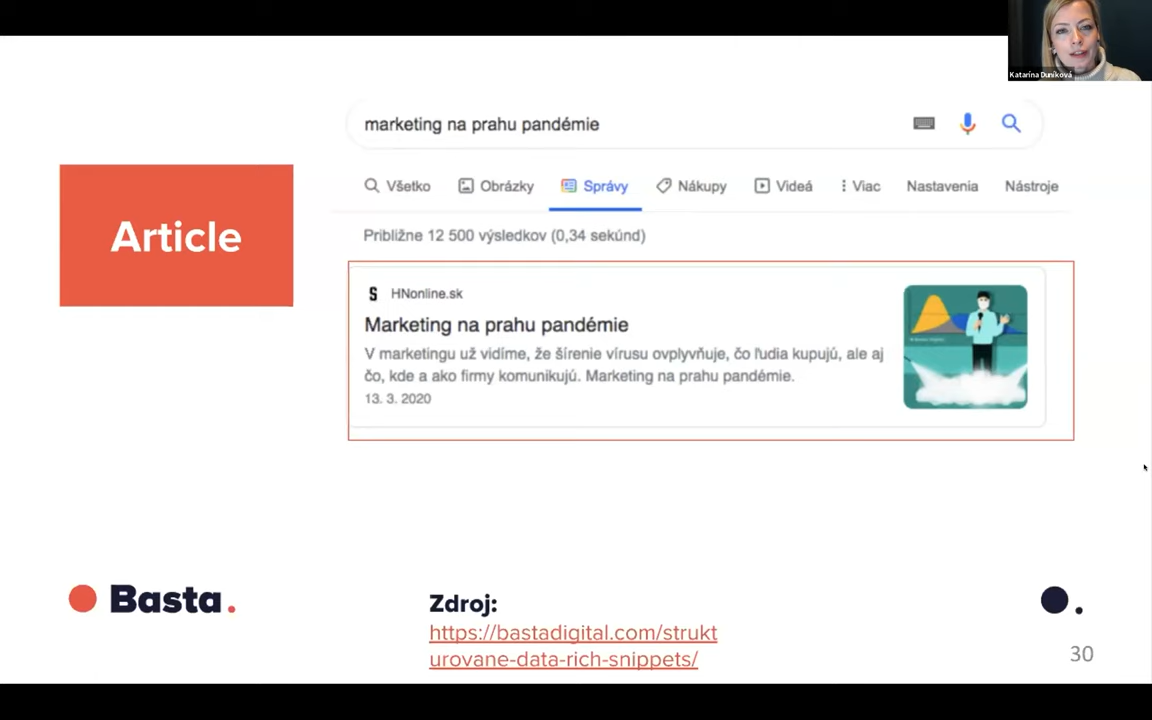 Katarína Duníková
marketing na prahu pandémie
Všetko Obrázky Správy Nákupy Videá Viac Nastavenia Nástroje
Približne 12 500 výsledkov (0,34 sekúnd)
Article
S HNonline.sk
Marketing na prahu pandémie
V marketingu už vidíme, že šírenie vírusu ovplyvňuje, čo ľudia kupujú, ale aj
čo, kde a ako firmy komunikujú. Marketing na prahu pandémie.
13. 3. 2020
Basta.
Zdroj:
https://bastadigital.com/strukt
urovane-data-rich-snippets/
30